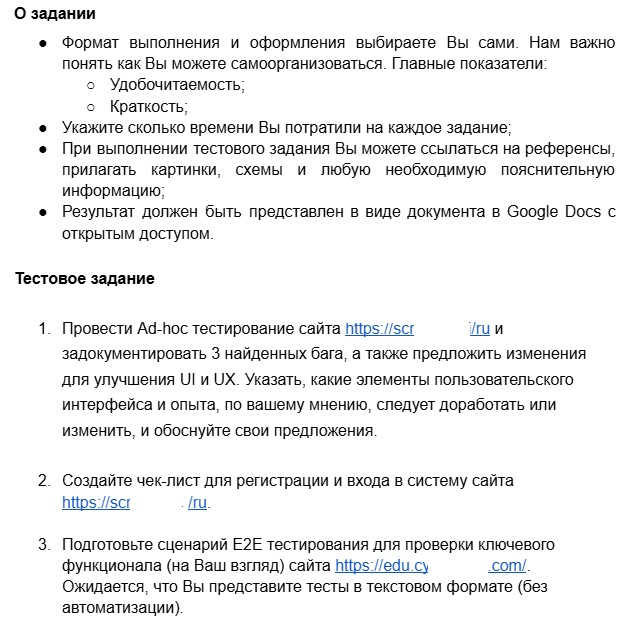 О задании
● Формат выполнения и оформления выбираете Вы сами. Нам важно
понять как Вы можете самоорганизоваться. Главные показатели:
○ Удобочитаемость;
○ Краткость;
● Укажите сколько времени Вы потратили на каждое задание;
● При выполнении тестового задания Вы можете ссылаться на референсы,
прилагать картинки, схемы и любую необходимую пояснительную
информацию;
● Результат должен быть представлен в виде документа в Google Docs с
открытым доступом.
Тестовое задание
1. Провести Ad-hoc тестирование сайта https://scr /ru и
задокументировать 3 найденных бага, а также предложить изменения
для улучшения UI и UX. Указать, какие элементы пользовательского
интерфейса и опыта, по вашему мнению, следует доработать или
изменить, и обоснуйте свои предложения.
2. Создайте чек-лист для регистрации и входа в систему сайта
https://scr /ru.
3. Подготовьте сценарий E2E тестирования для проверки ключевого
функционала (на Ваш взгляд) сайта https://edu.cy .com/.
Ожидается, что Вы представите тесты в текстовом формате (без
автоматизации).